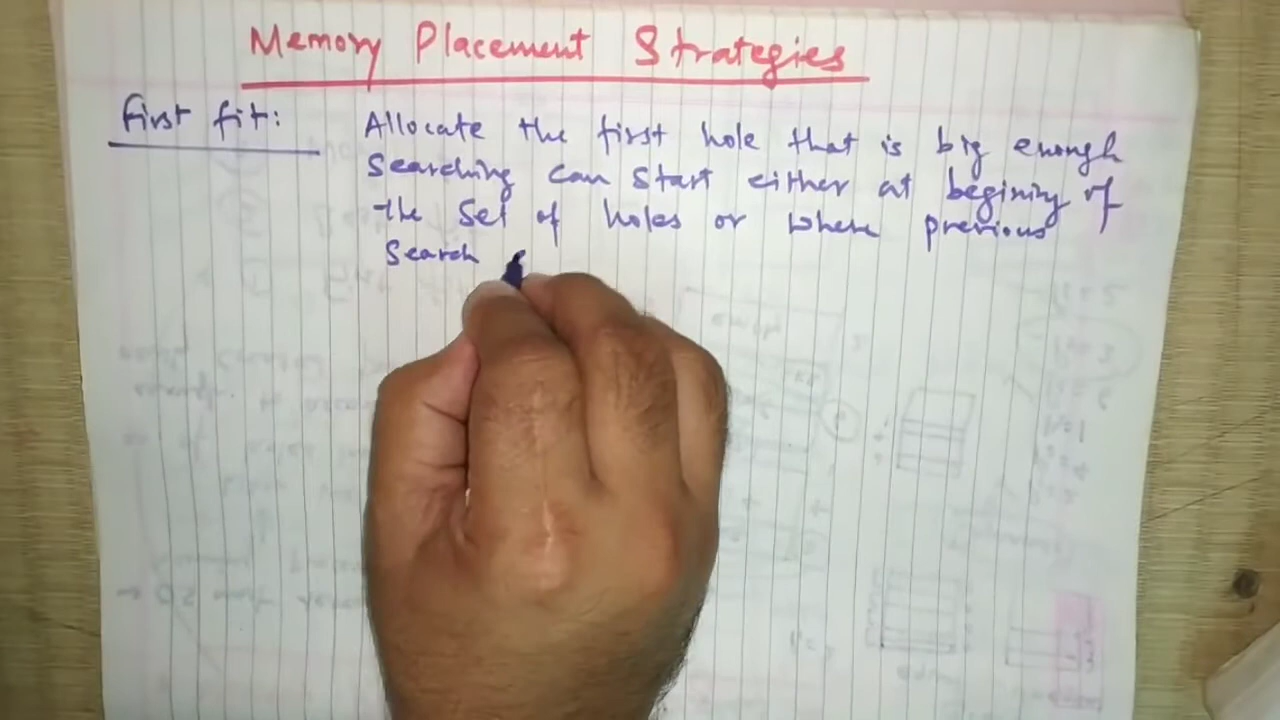 Memory Placement Strategies
First fit: Allocate the first hole that is big enough
Searching can start either at begining of
the set of holes or where previous
search